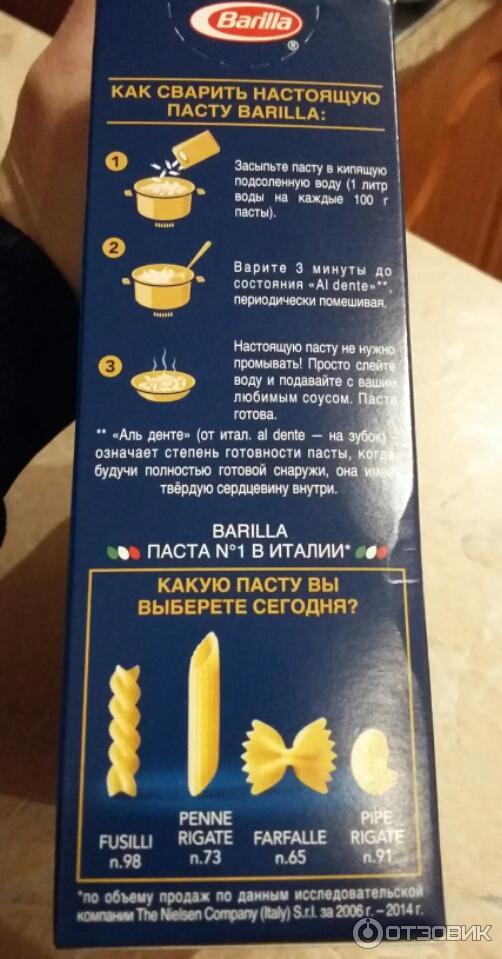 Barilla
®
КАК СВАРИТЬ НАСТОЯЩУЮ
ПАСТУ BARILLA:
1
Засыпьте пасту в кипящую
подсоленную воду (1 литр
воды на каждые 100 г
пасты).
2
Варите 3 минуты до
состояния «Al dente»**,
периодически помешивая.
3
Настоящую пасту не нужно
промывать! Просто слейте
воду и подавайте с вашим
любимым соусом. Паста
готова.
** «Аль денте» (от итал. al dente — на зубок) –
означает степень готовности пасты, когда
будучи полностью готовой снаружи, она имеет
твёрдую сердцевину внутри.
BARILLA
ПАСТА N°1 В ИТАЛИИ*
КАКУЮ ПАСТУ ВЫ
ВЫБЕРЕТЕ СЕГОДНЯ?
FUSILLI
n.98
PENNE
RIGATE
n.73
FARFALLE
n.65
PIPE
RIGATE
n.91
*по объему продаж по данным исследовательской
компании The Nielsen Company (Italy) S.r.l. за 2006 г. – 2014 г.
ОТЗОВИК